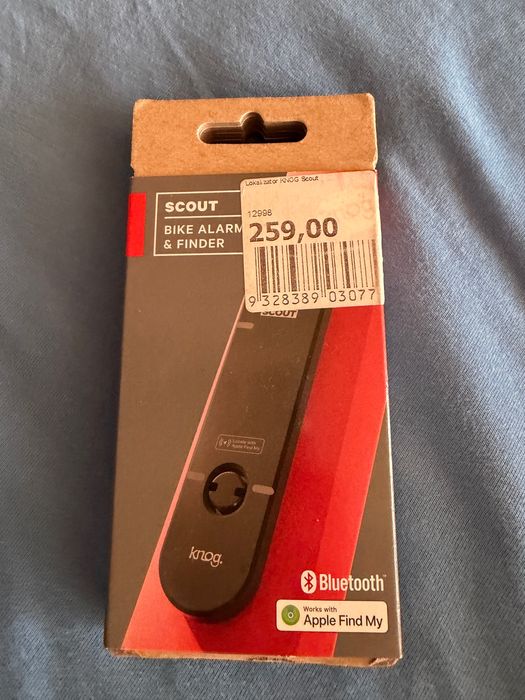 SCOUT
BIKE ALARM
& FINDER
Lokalizator KNOG Scout
12998
259,00
9 328389 03077
SCOUT
Locate with
Apple Find My
knog.
Bluetooth
Works with
Apple Find My